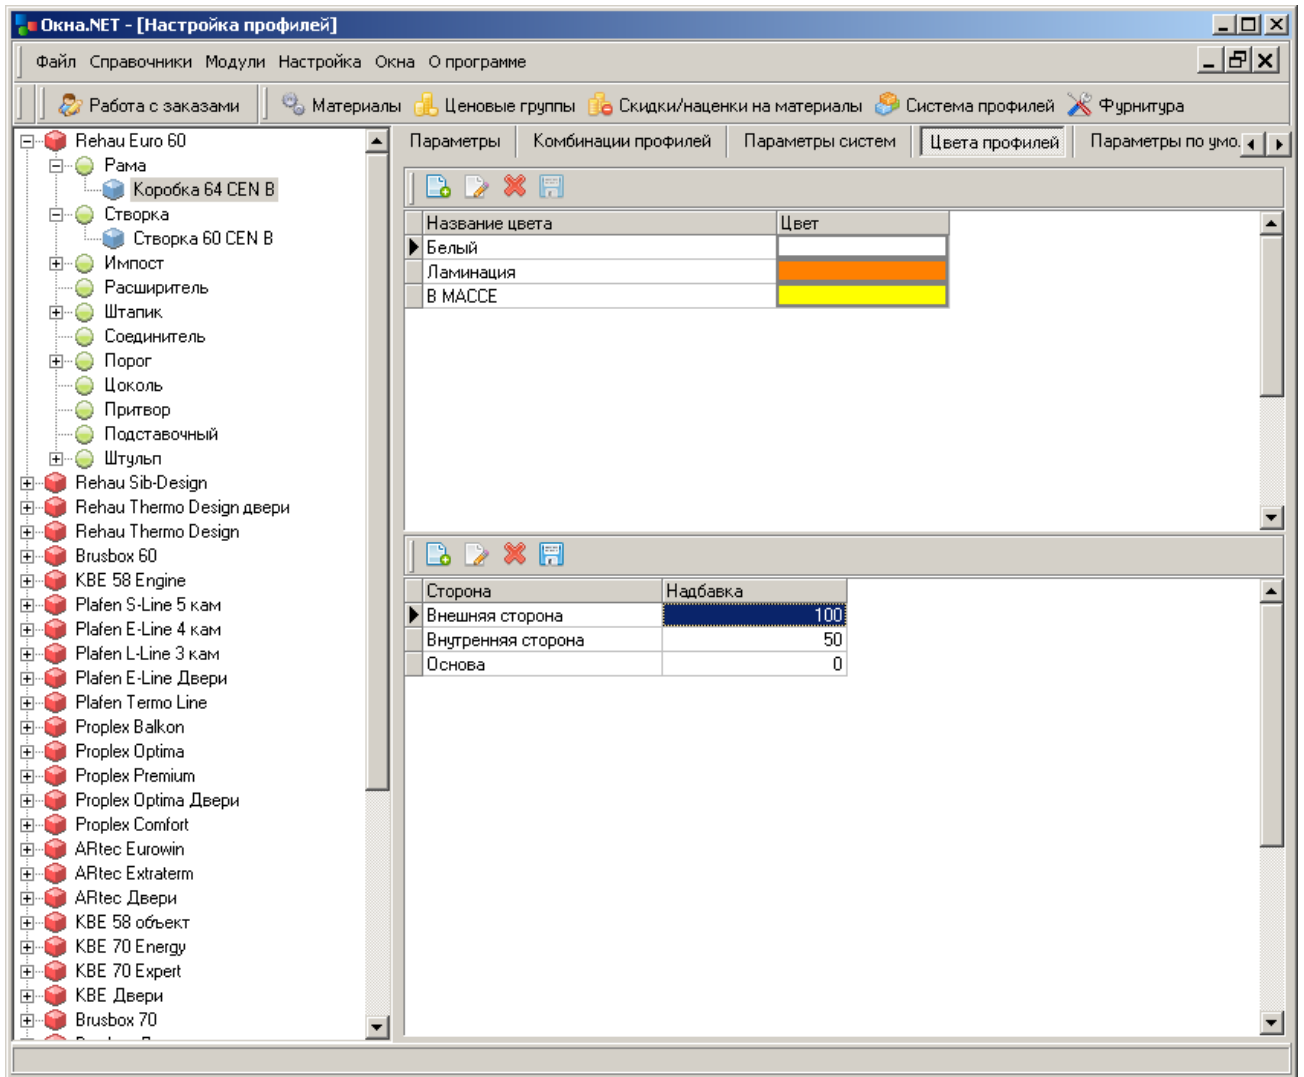 Окна.NET - [Настройка профилей]
Файл Справочники Модули Настройка Окна О программе
Работа с заказами Материалы Ценовые группы Скидки/наценки на материалы Система профилей Фурнитура
Rehau Euro 60
Рама
Коробка 64 CEN B
Створка
Створка 60 CEN B
Импост
Расширитель
Штапик
Соединитель
Порог
Цоколь
Притвор
Подставочный
Штульп
Rehau Sib-Design
Rehau Thermo Design двери
Rehau Thermo Design
Brusbox 60
KBE 58 Engine
Plafen S-Line 5 кам
Plafen E-Line 4 кам
Plafen L-Line 3 кам
Plafen E-Line Двери
Plafen Termo Line
Proplex Balkon
Proplex Optima
Proplex Premium
Proplex Optima Двери
Proplex Comfort
ARtec Eurowin
ARtec Extraterm
ARtec Двери
KBE 58 объект
KBE 70 Energy
KBE 70 Expert
KBE Двери
Brusbox 70
Параметры Комбинации профилей Параметры систем Цвета профилей Параметры по умо.
Название цвета Цвет
Белый
Ламинация
В МАССЕ
Сторона Надбавка
Внешняя сторона 100
Внутренняя сторона 50
Основа 0